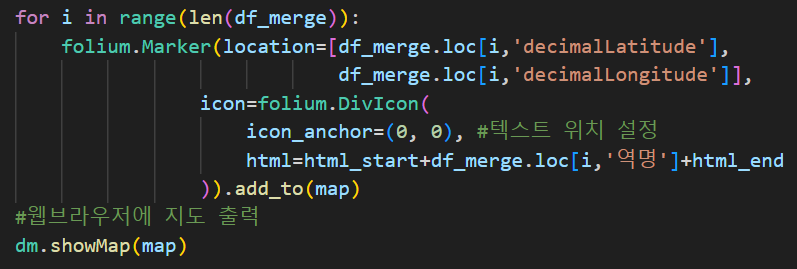 for i in range(len(df_merge)):
folium.Marker(location=[df_merge.loc[i,'decimalLatitude'],
df_merge.loc[i,'decimalLongitude']],
icon=folium.DivIcon(
icon_anchor=(0, 0), #텍스트 위치 설정
html=html_start+df_merge.loc[i,'역명']+html_end
)).add_to(map)
#웹브라우저에 지도 출력
dm.showMap(map)